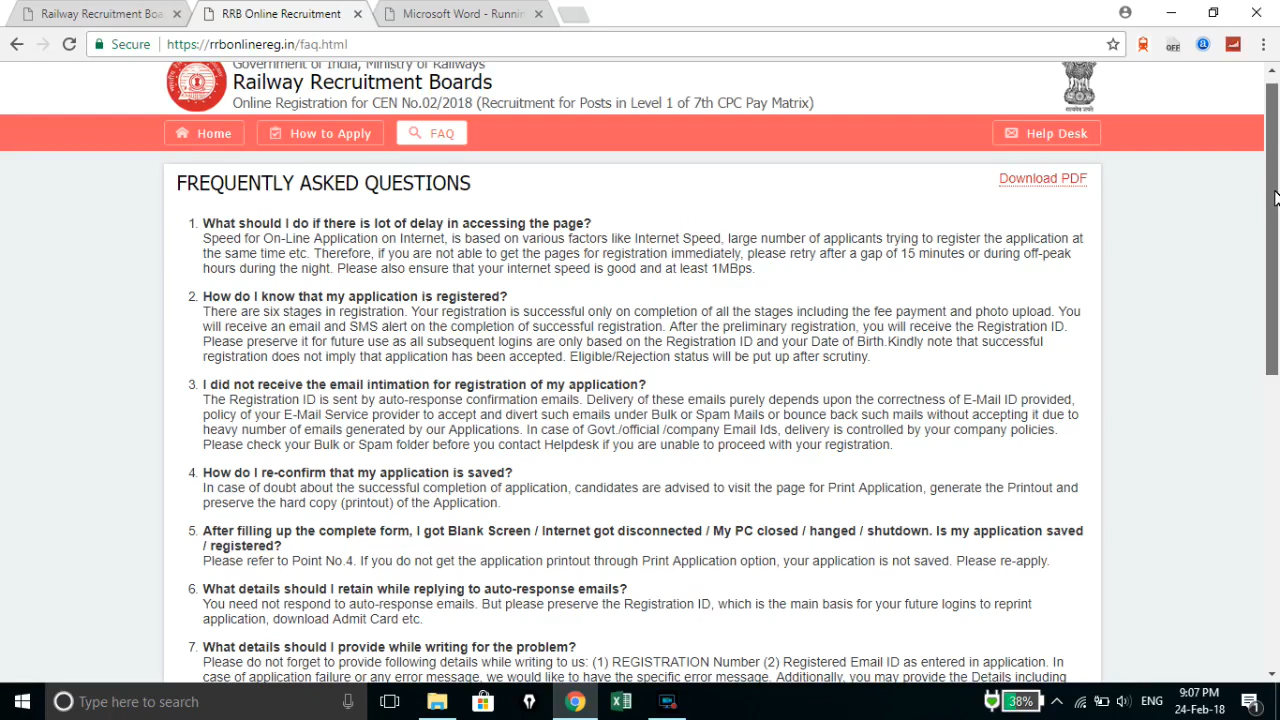 Railway Recruitment Boa
RRB Online Recruitment
Microsoft Word - Runnin
Secure
https://rrbonlinereg.in/faq.html
OFF
a
Government of India, Ministry of Railways
Railway Recruitment Boards
Online Registration for CEN No.02/2018 (Recruitment for Posts in Level 1 of 7th CPC Pay Matrix)
Home
How to Apply
FAQ
Help Desk
FREQUENTLY ASKED QUESTIONS
Download PDF
1. What should I do if there is lot of delay in accessing the page?
Speed for On-Line Application on Internet, is based on various factors like Internet Speed, large number of applicants trying to register the application at
the same time etc. Therefore, if you are not able to get the pages for registration immediately, please retry after a gap of 15 minutes or during off-peak
hours during the night. Please also ensure that your internet speed is good and at least 1MBps.
2. How do I know that my application is registered?
There are six stages in registration. Your registration is successful only on completion of all the stages including the fee payment and photo upload. You
will receive an email and SMS alert on the completion of successful registration. After the preliminary registration, you will receive the Registration ID.
Please preserve it for future use as all subsequent logins are only based on the Registration ID and your Date of Birth.Kindly note that successful
registration does not imply that application has been accepted. Eligible/Rejection status will be put up after scrutiny.
3. I did not receive the email intimation for registration of my application?
The Registration ID is sent by auto-response confirmation emails. Delivery of these emails purely depends upon the correctness of E-Mail ID provided,
policy of your E-Mail Service provider to accept and divert such emails under Bulk or Spam Mails or bounce back such mails without accepting it due to
heavy number of emails generated by our Applications. In case of Govt./official /company Email Ids, delivery is controlled by your company policies.
Please check your Bulk or Spam folder before you contact Helpdesk if you are unable to proceed with your registration.
4. How do I re-confirm that my application is saved?
In case of doubt about the successful completion of application, candidates are advised to visit the page for Print Application, generate the Printout and
preserve the hard copy (printout) of the Application.
5. After filling up the complete form, I got Blank Screen / Internet got disconnected / My PC closed / hanged / shutdown. Is my application saved
/ registered?
Please refer to Point No.4. If you do not get the application printout through Print Application option, your application is not saved. Please re-apply.
6. What details should I retain while replying to auto-response emails?
You need not respond to auto-response emails. But please preserve the Registration ID, which is the main basis for your future logins to reprint
application, download Admit Card etc.
7. What details should I provide while writing for the problem?
Please do not forget to provide following details while writing to us: (1) REGISTRATION Number (2) Registered Email ID as entered in application. In
case of application failure or any error message, we would like to have the specific error message. Additionally, you may provide the Details including
Type here to search
38%
ENG
9:07 PM
24-Feb-18
1